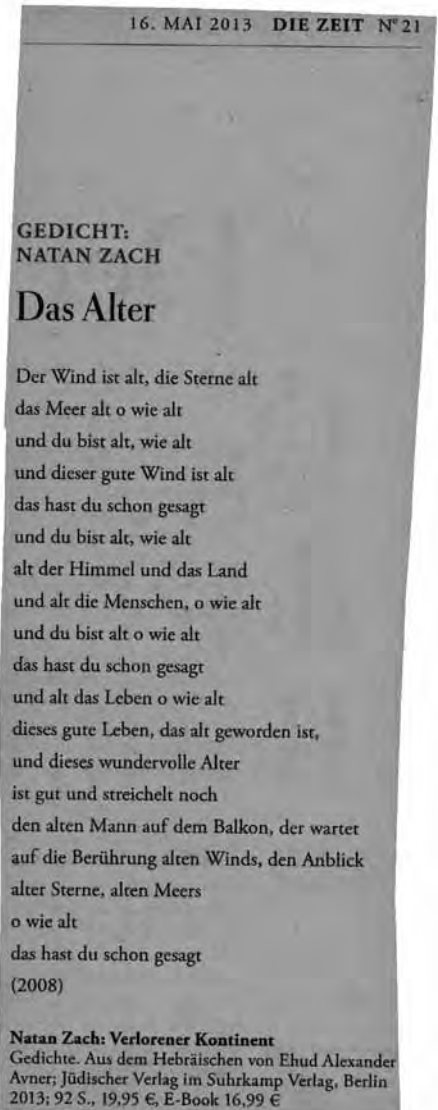 16. MAI 2013 DIE ZEIT N° 21
GEDICHT:
NATAN ZACH
Das Alter
Der Wind ist alt, die Sterne alt
das Meer alt o wie alt
und du bist alt, wie alt
und dieser gute Wind ist alt
das hast du schon gesagt
und du bist alt, wie alt
alt der Himmel und das Land
und alt die Menschen, o wie alt
und du bist alt o wie alt
das hast du schon gesagt
und alt das Leben o wie alt
dieses gute Leben, das alt geworden ist,
und dieses wundervolle Alter
ist gut und streichelt noch
den alten Mann auf dem Balkon, der wartet
auf die Berührung alten Winds, den Anblick
alter Sterne, alten Meers
o wie alt
das hast du schon gesagt
(2008)
Natan Zach: Verlorener Kontinent
Gedichte. Aus dem Hebräischen von Ehud Alexander
Avner; Jüdischer Verlag im Suhrkamp Verlag, Berlin
2013; 92 S., 19,95 €, E-Book 16,99 €